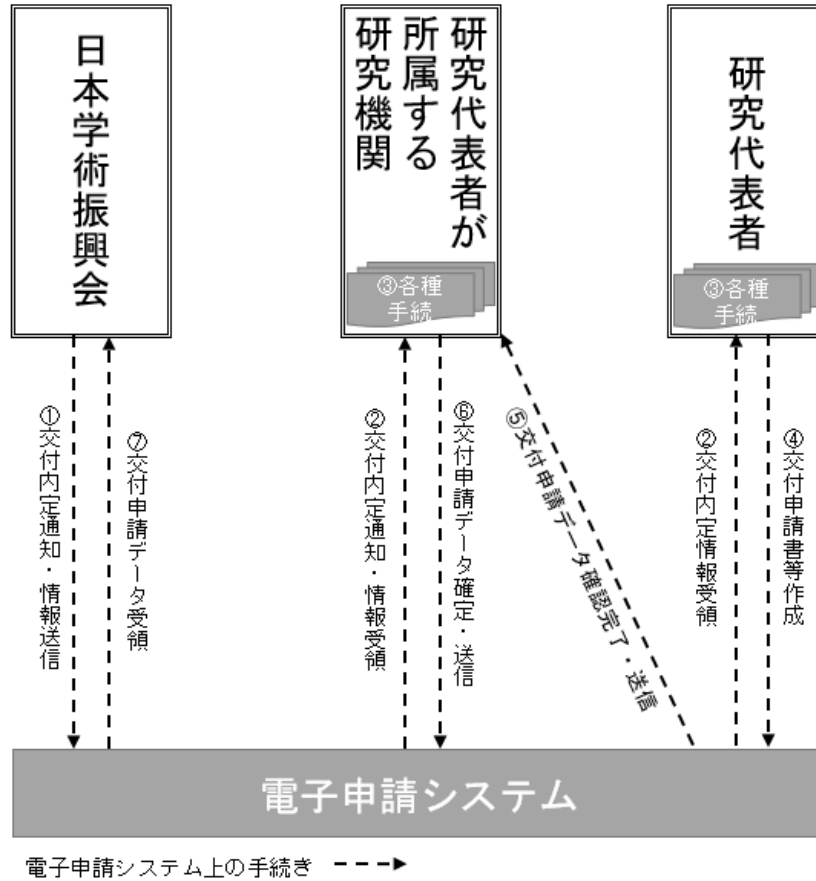 日本学術振興会
研究代表者が
所属する
研究機関
③各種
手続
研究代表者
③各種
手続
①交付内定通知・情報送信
⑦交付申請データ受領
②交付内定通知・情報受領
⑥交付申請データ確定・送信
⑤交付申請データ確認完了・送信
②交付内定情報受領
④交付申請書等作成
電子申請システム
電子申請システム上の手続き